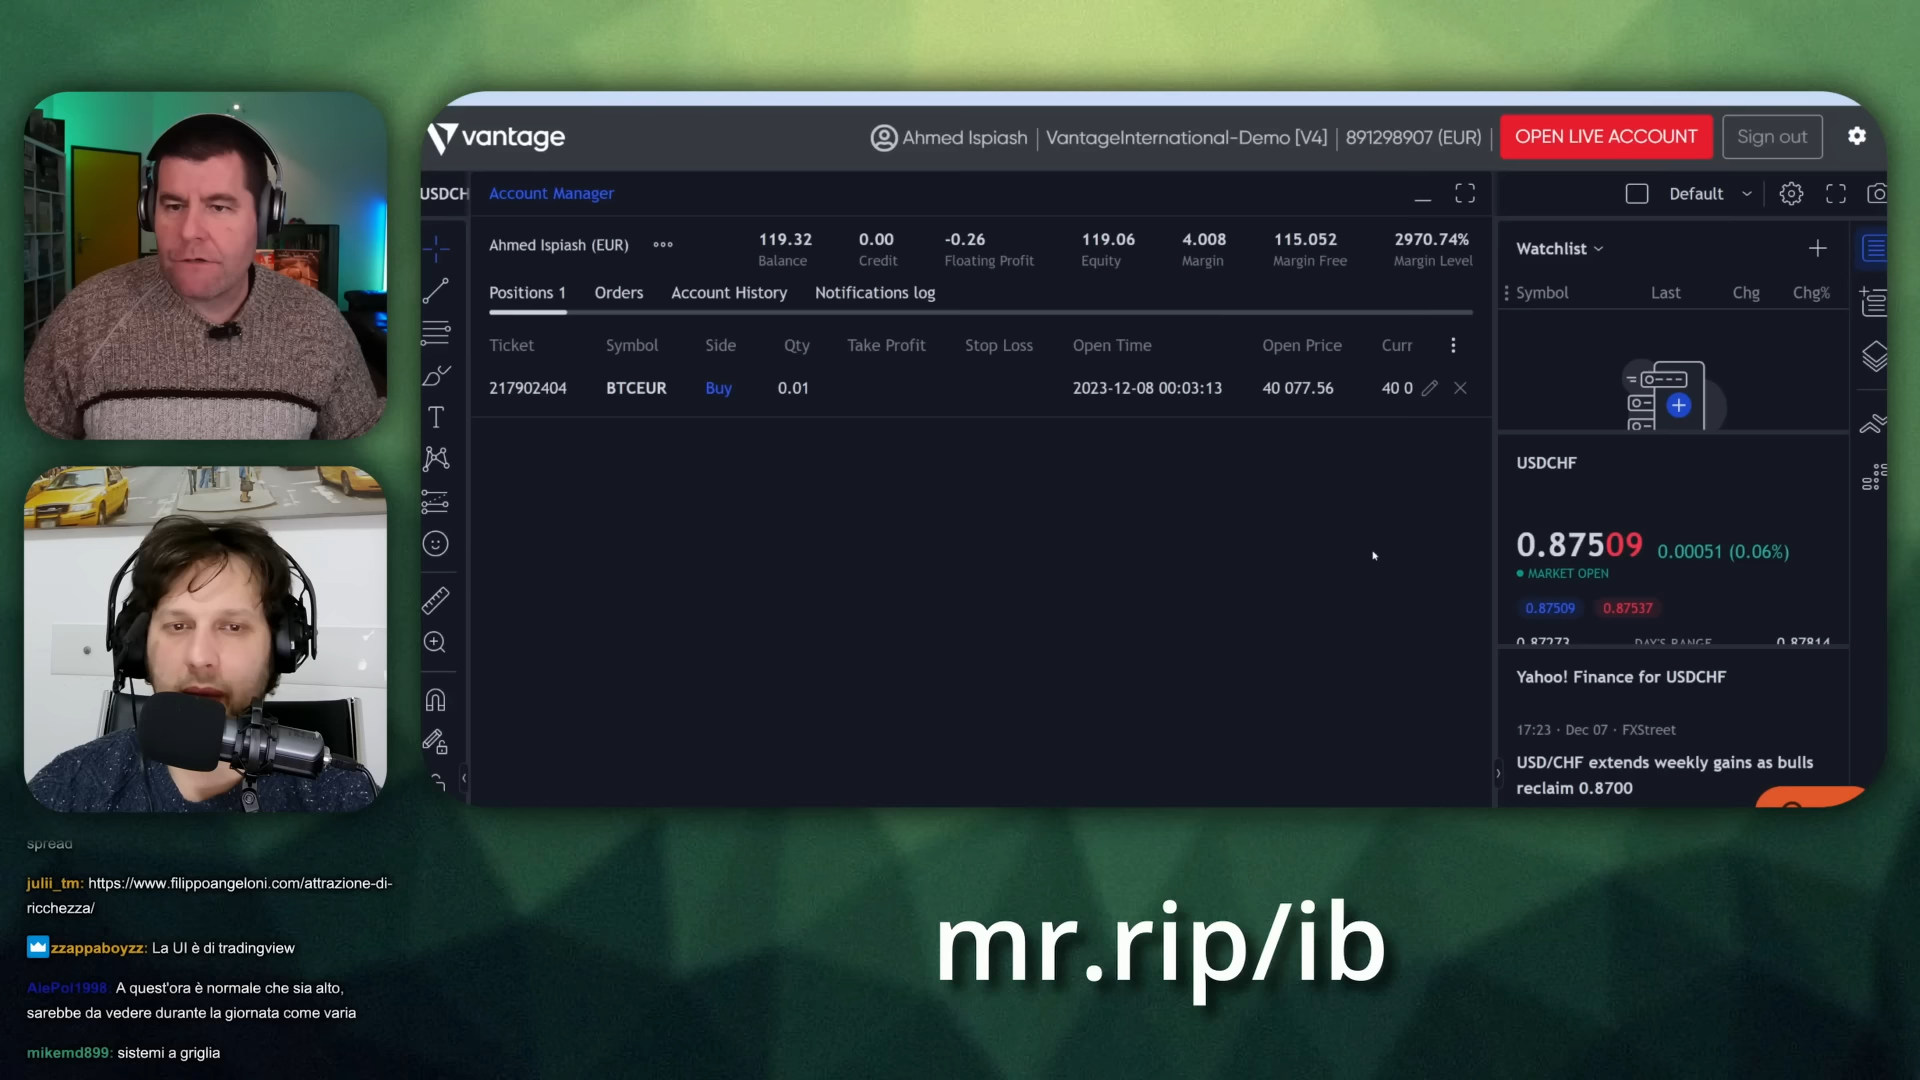 vantage
Ahmed Ispiash | VantageInternational-Demo [V4] | 891298907 (EUR) |
OPEN LIVE ACCOUNT
Sign out
USDCH
Account Manager
Default
Ahmed Ispiash (EUR)
119.32 0.00 -0.26 119.06 4.008 115.052 2970.74%
Balance Credit Floating Profit Equity Margin Margin Free Margin Level
Positions 1 Orders Account History Notifications log
Ticket Symbol Side Qty Take Profit Stop Loss Open Time Open Price Curr
217902404 BTCEUR Buy 0.01 2023-12-08 00:03:13 40 077.56 40 0
Watchlist
Symbol Last Chg Chg%
USDCHF
0.87509 0.00051 (0.06%)
MARKET OPEN
0.87509 0.87537
0.87273 DAY'S RANGE 0.87814
Yahoo! Finance for USDCHF
17:23 · Dec 07 · FXStreet
USD/CHF extends weekly gains as bulls
reclaim 0.8700
spread
julii_tm: https://www.filippoangeloni.com/attrazione-di-
ricchezza/
zzappaboyzz: La UI è di tradingview
AlePol1998: A quest'ora è normale che sia alto,
sarebbe da vedere durante la giornata come varia
mikemd899: sistemi a griglia
mr.rip/ib